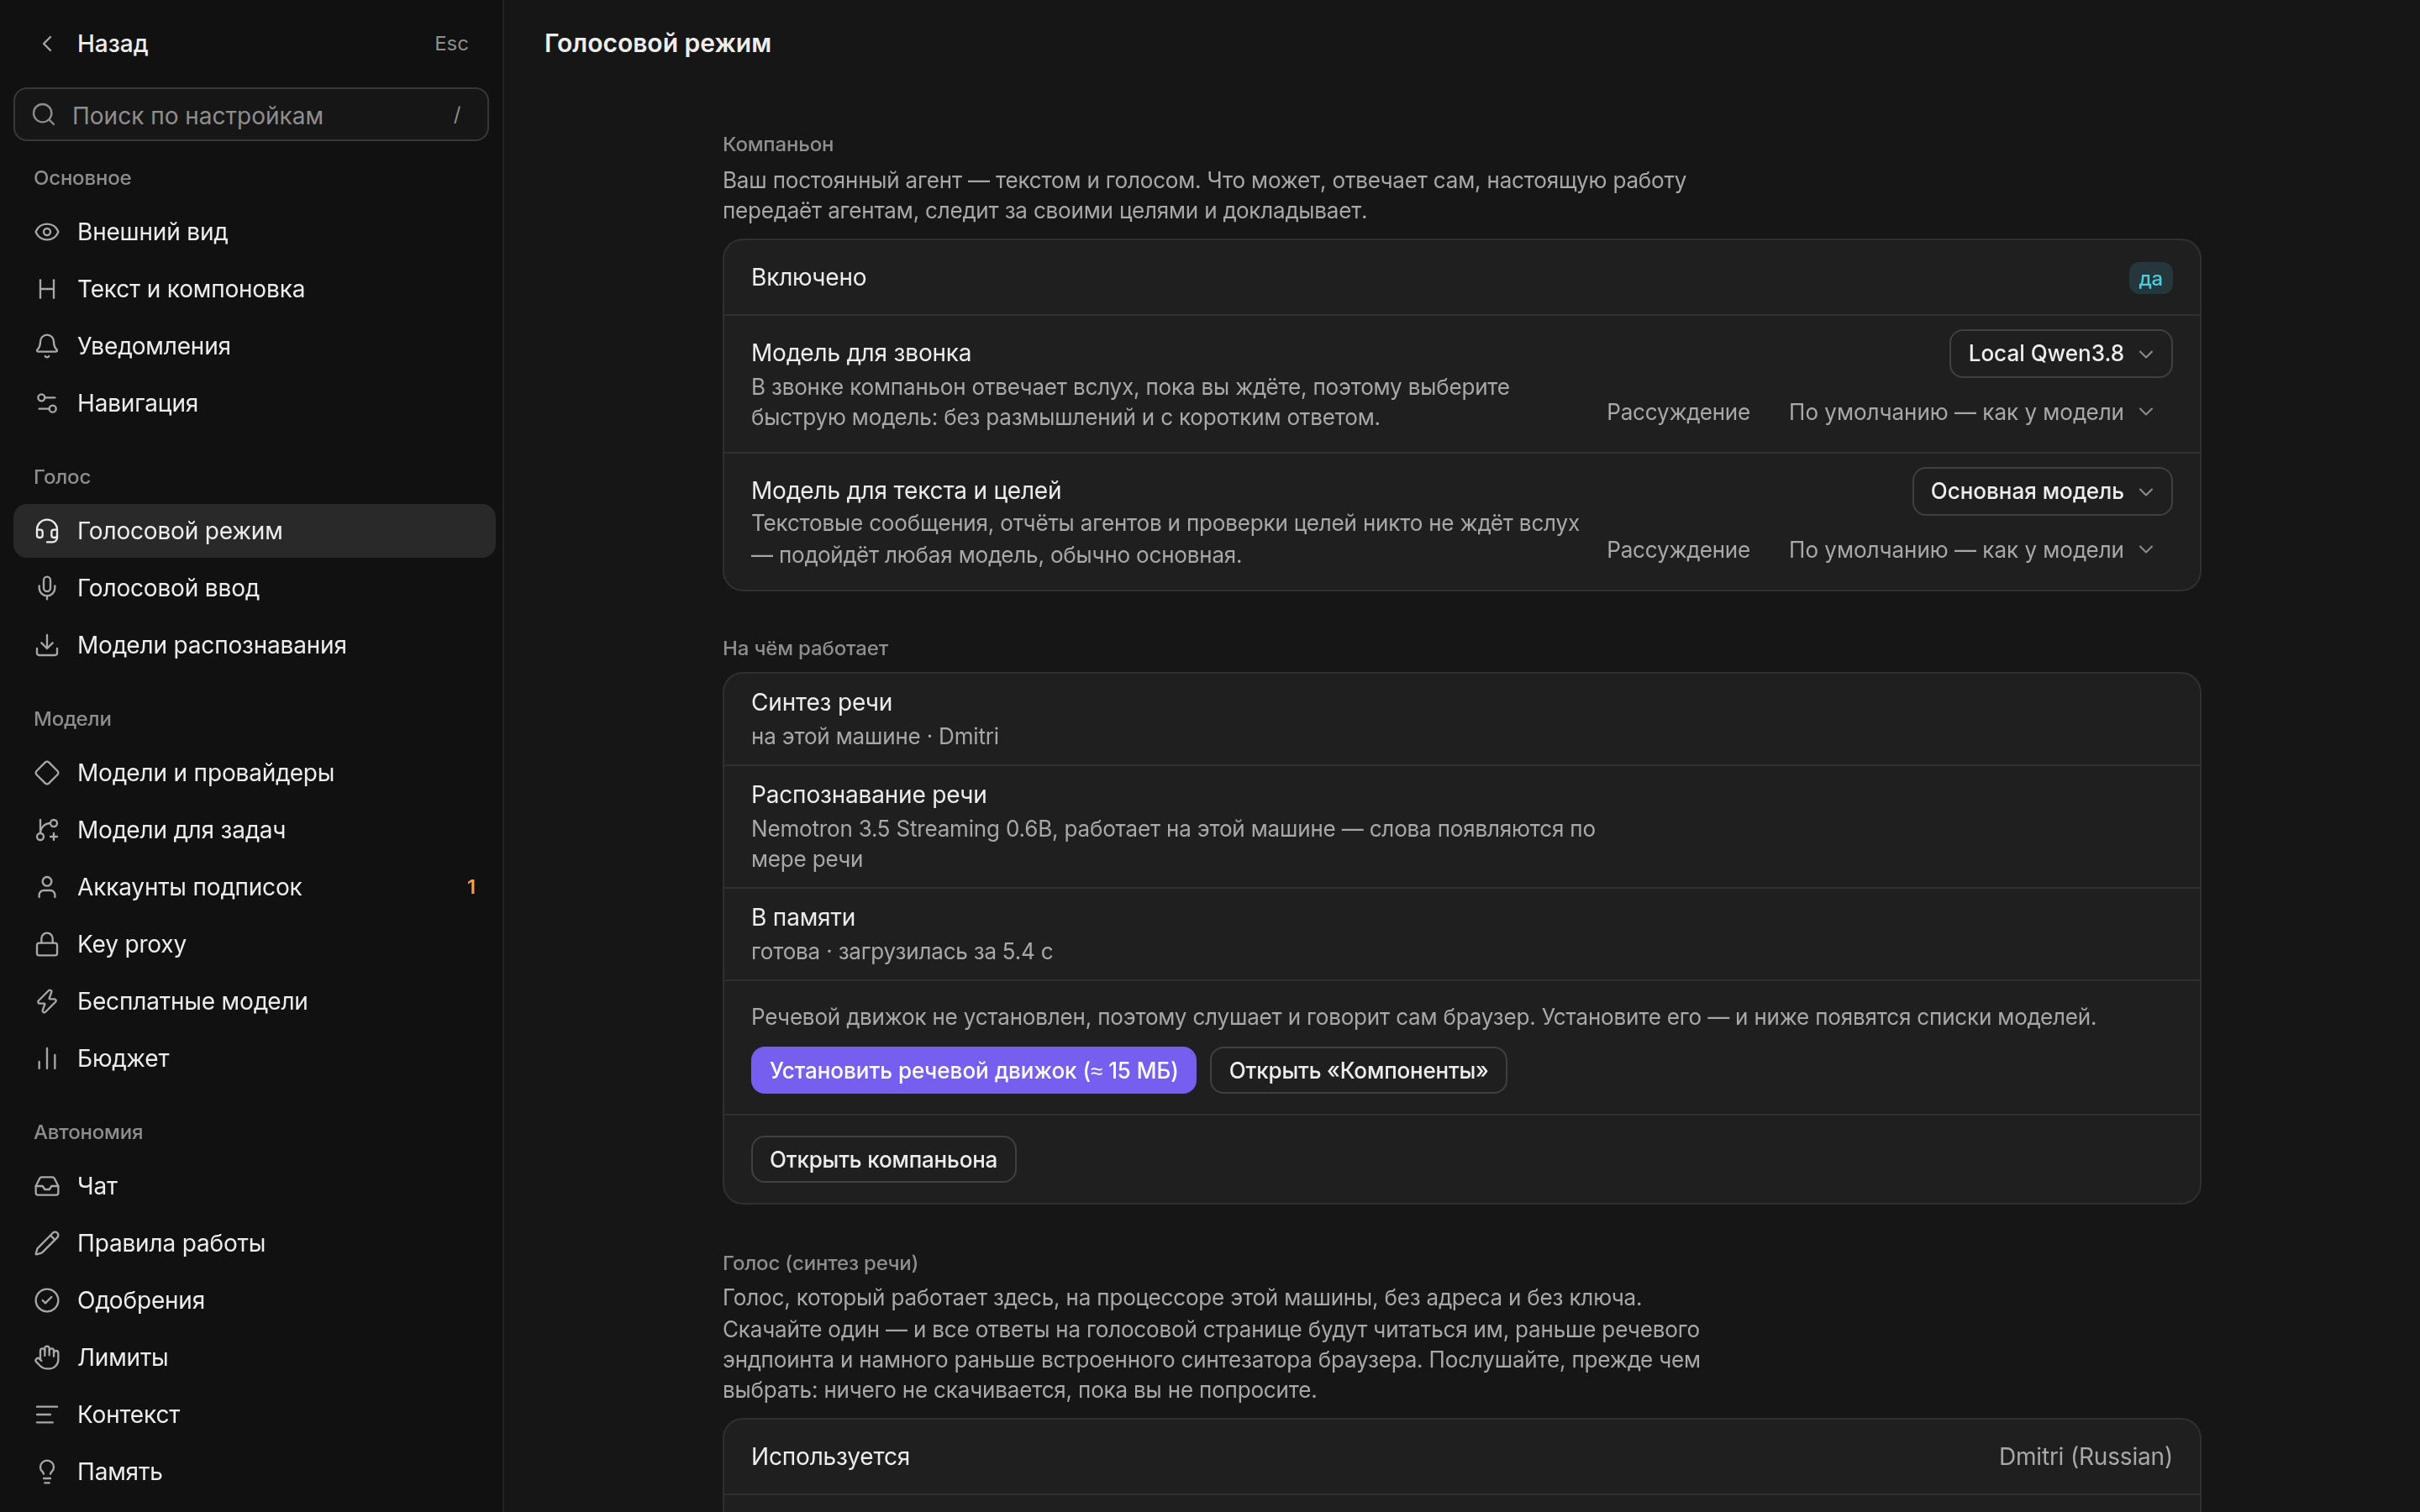 Назад
Esc
Поиск по настройкам
/
Основное
Внешний вид
Текст и компоновка
Уведомления
Навигация
Голос
Голосовой режим
Голосовой ввод
Модели распознавания
Модели
Модели и провайдеры
Модели для задач
Аккаунты подписок
1
Key proxy
Бесплатные модели
Бюджет
Автономия
Чат
Правила работы
Одобрения
Лимиты
Контекст
Память
Голосовой режим
Компаньон
Ваш постоянный агент — текстом и голосом. Что может, отвечает сам, настоящую работу
передаёт агентам, следит за своими целями и докладывает.
Включено
да
Модель для звонка
Local Qwen3.8
В звонке компаньон отвечает вслух, пока вы ждёте, поэтому выберите
быструю модель: без размышлений и с коротким ответом.
Рассуждение
По умолчанию — как у модели
Модель для текста и целей
Основная модель
Текстовые сообщения, отчёты агентов и проверки целей никто не ждёт вслух
— подойдёт любая модель, обычно основная.
Рассуждение
По умолчанию — как у модели
На чём работает
Синтез речи
на этой машине · Dmitri
Распознавание речи
Nemotron 3.5 Streaming 0.6B, работает на этой машине — слова появляются по
мере речи
В памяти
готова · загрузилась за 5.4 с
Речевой движок не установлен, поэтому слушает и говорит сам браузер. Установите его — и ниже появятся списки моделей.
Установить речевой движок (≈ 15 МБ)
Открыть «Компоненты»
Открыть компаньона
Голос (синтез речи)
Голос, который работает здесь, на процессоре этой машины, без адреса и без ключа.
Скачайте один — и все ответы на голосовой странице будут читаться им, раньше речевого
эндпоинта и намного раньше встроенного синтезатора браузера. Послушайте, прежде чем
выбрать: ничего не скачивается, пока вы не попросите.
Используется
Dmitri (Russian)